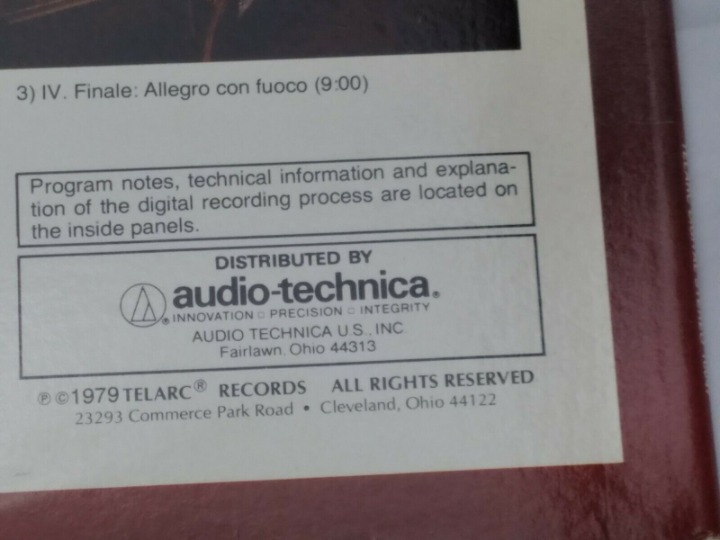 3) IV. Finale: Allegro con fuoco (9:00)
Program notes, technical information and explana-
tion of the digital recording process are located on
the inside panels.
DISTRIBUTED BY
audio-technica®
INNOVATION □ PRECISION □ INTEGRITY
AUDIO TECHNICA U.S., INC.
Fairlawn, Ohio 44313
℗©1979 TELARC® RECORDS ALL RIGHTS RESERVED
23293 Commerce Park Road • Cleveland, Ohio 44122